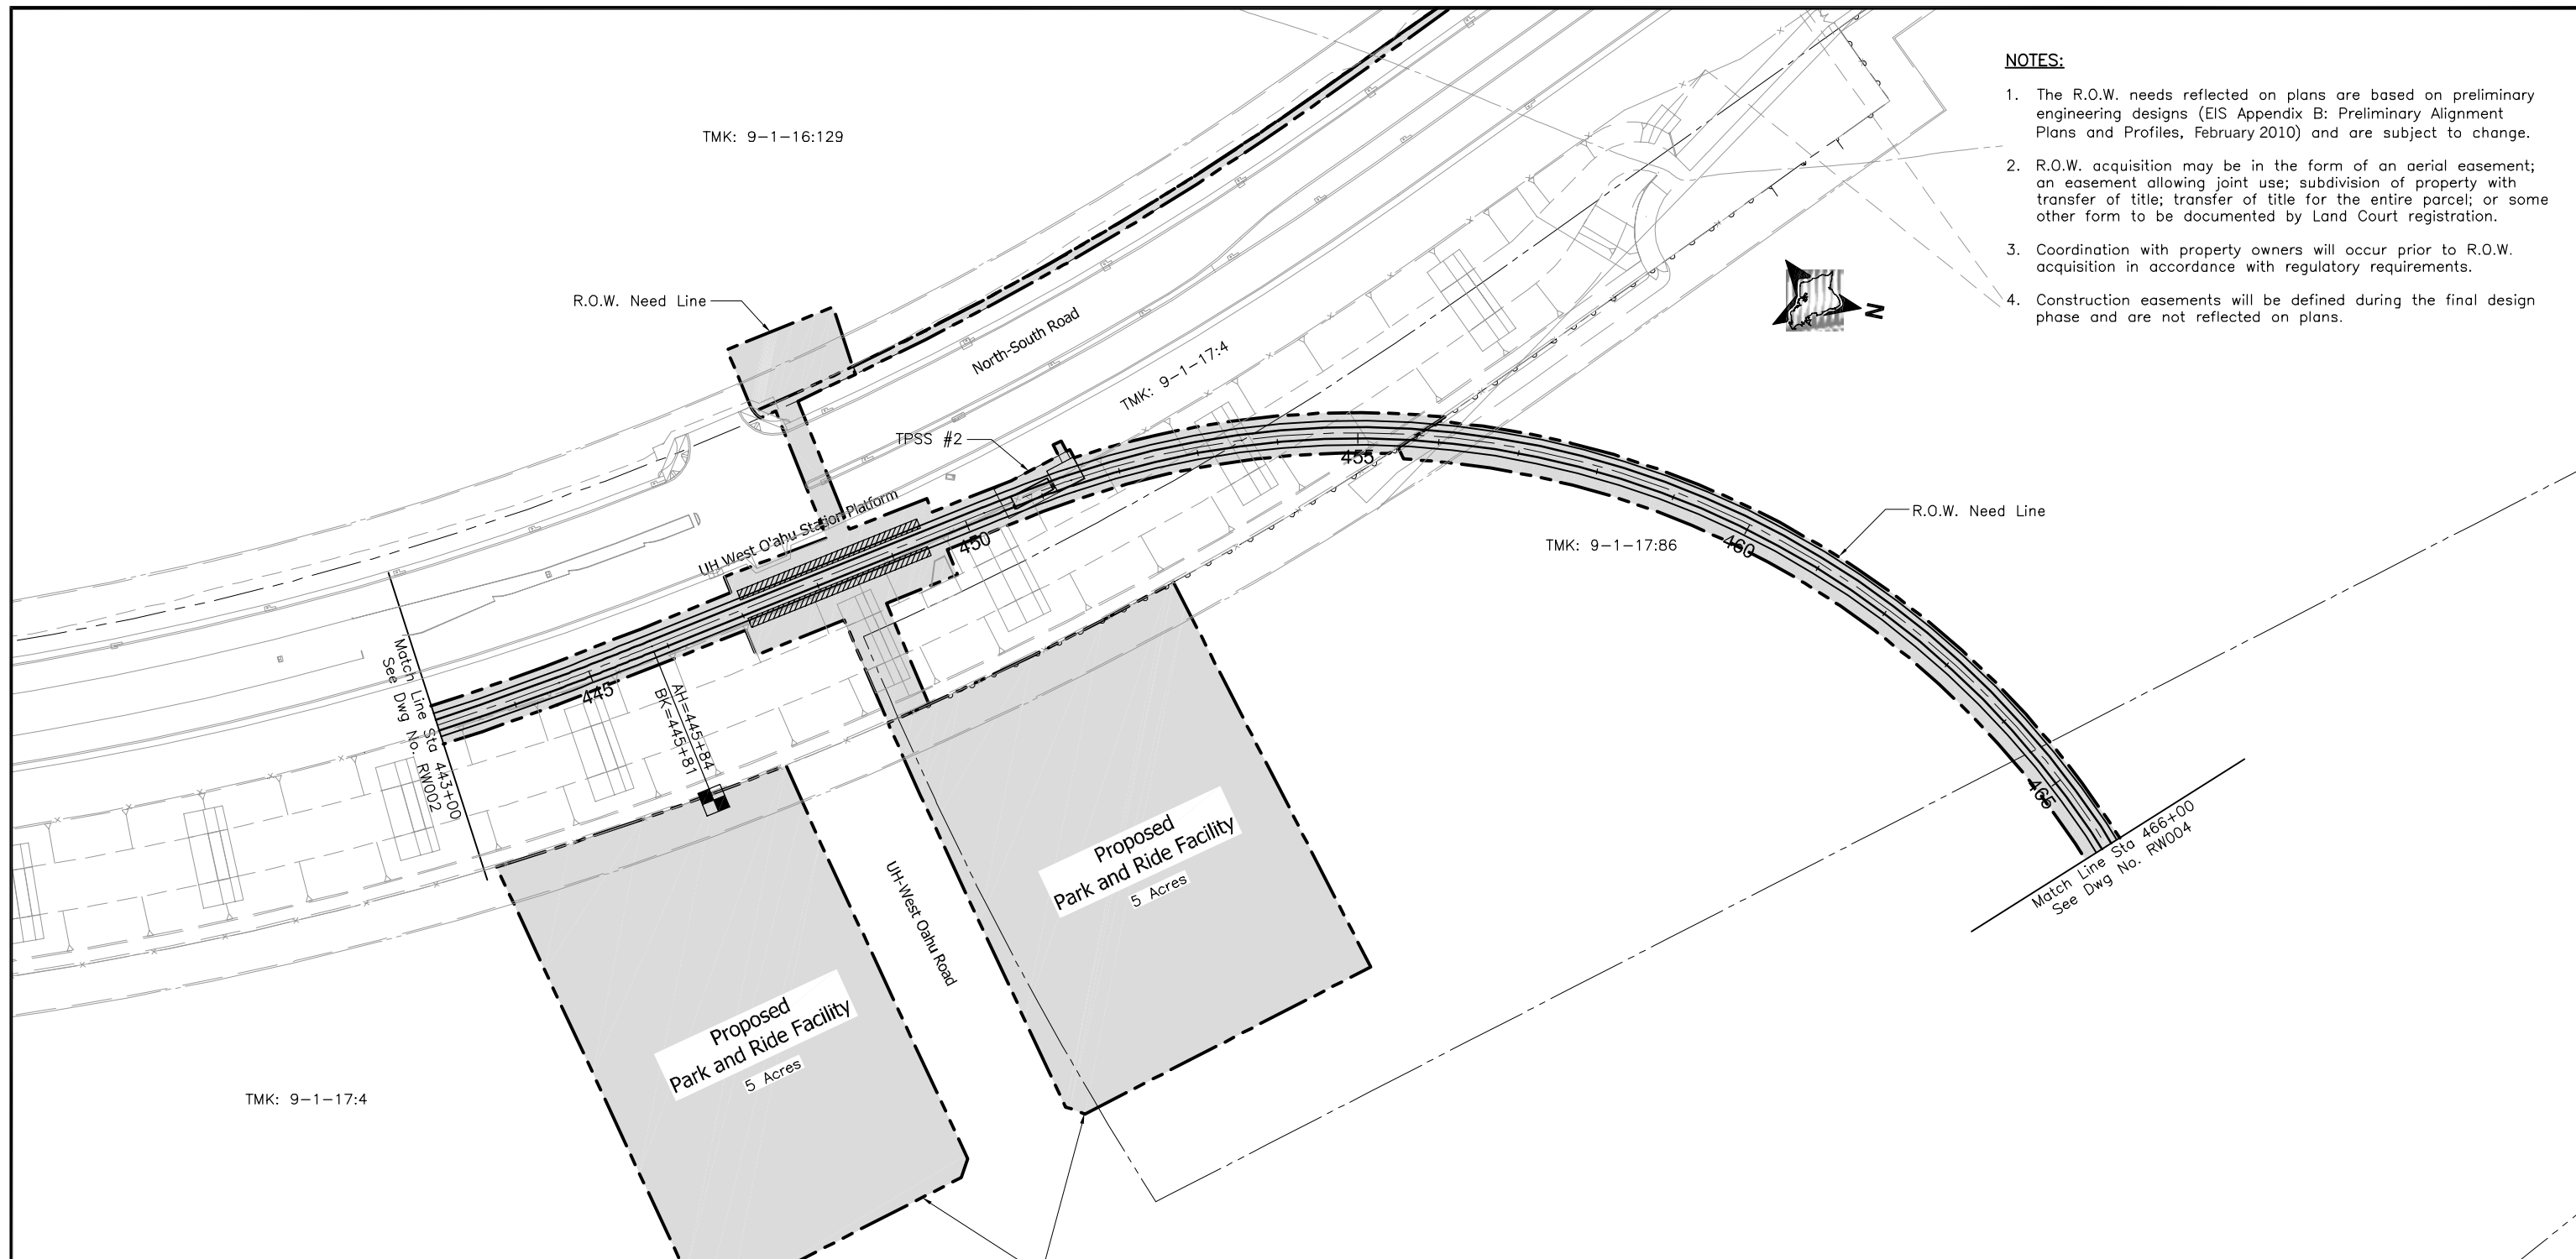 NOTES:
1. The R.O.W. needs reflected on plans are based on preliminary
engineering designs (EIS Appendix B: Preliminary Alignment
Plans and Profiles, February 2010) and are subject to change.
2. R.O.W. acquisition may be in the form of an aerial easement;
an easement allowing joint use; subdivision of property with
transfer of title; transfer of title for the entire parcel; or some
other form to be documented by Land Court registration.
3. Coordination with property owners will occur prior to R.O.W.
acquisition in accordance with regulatory requirements.
4. Construction easements will be defined during the final design
phase and are not reflected on plans.
N
TMK: 9-1-16:129
R.O.W. Need Line
North-South Road
TMK: 9-1-17:4
TPSS #2
UH West O'ahu Station Platform
455
450
R.O.W. Need Line
TMK: 9-1-17:86
460
445
Match Line Sta 443+00
See Dwg No. RW002
AH=445+84
BK=445+81
465
Match Line Sta 466+00
See Dwg No. RW004
Proposed
Park and Ride Facility
5 Acres
UH-West Oahu Road
Proposed
Park and Ride Facility
5 Acres
TMK: 9-1-17:4